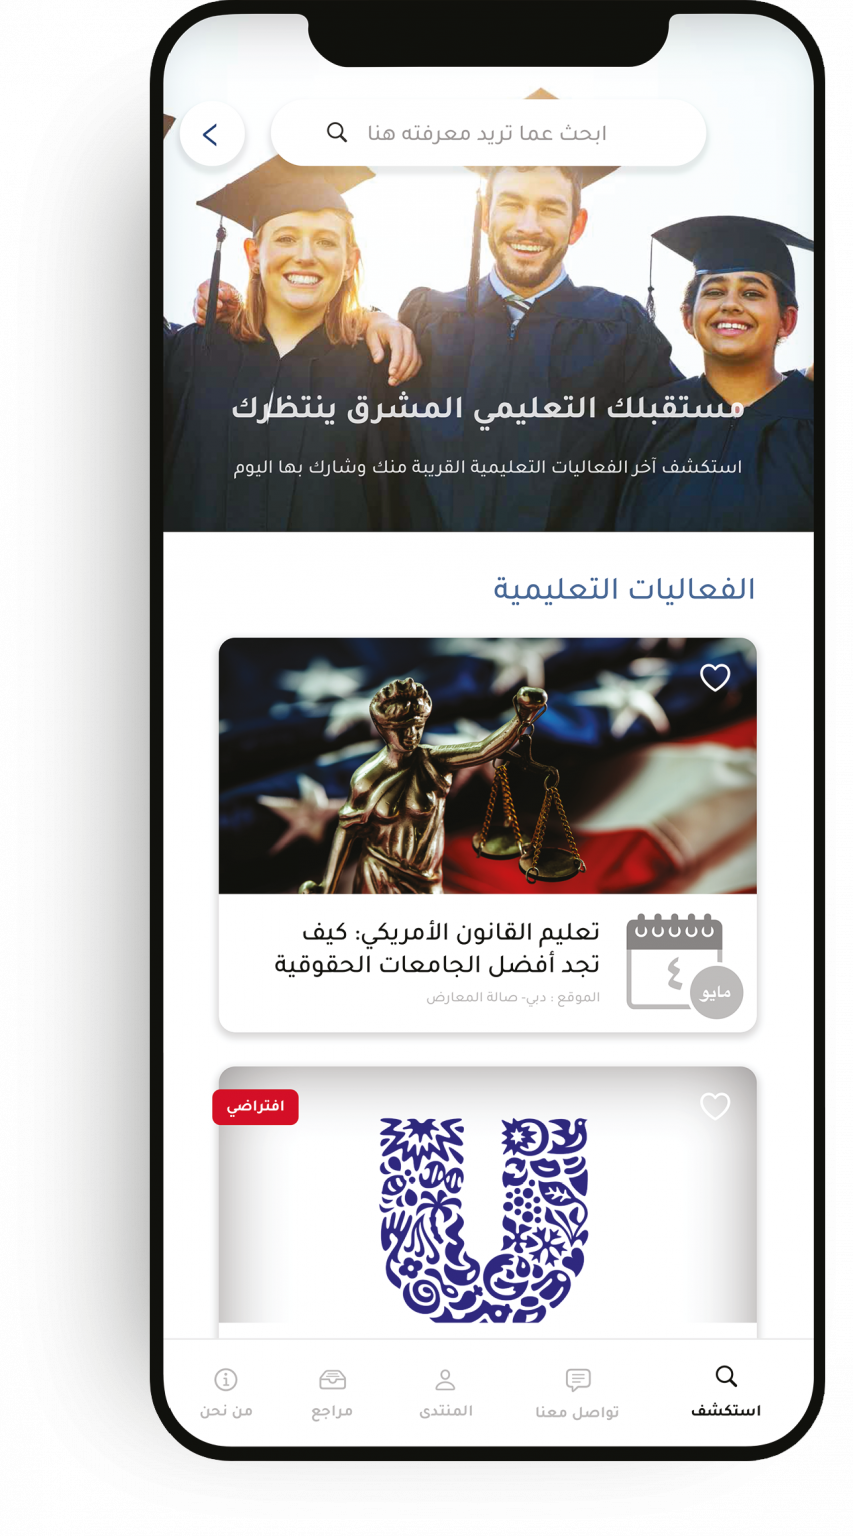 ابحث عما تريد معرفته هنا
مستقبلك التعليمي المشرق ينتظرك
استكشف آخر الفعاليات التعليمية القريبة منك وشارك بها اليوم
الفعاليات التعليمية
تعليم القانون الأمريكي: كيف
تجد أفضل الجامعات الحقوقية
الموقع : دبي- صالة المعارض
٤
مايو
افتراضي
استكشف
تواصل معنا
المنتدى
مراجع
من نحن